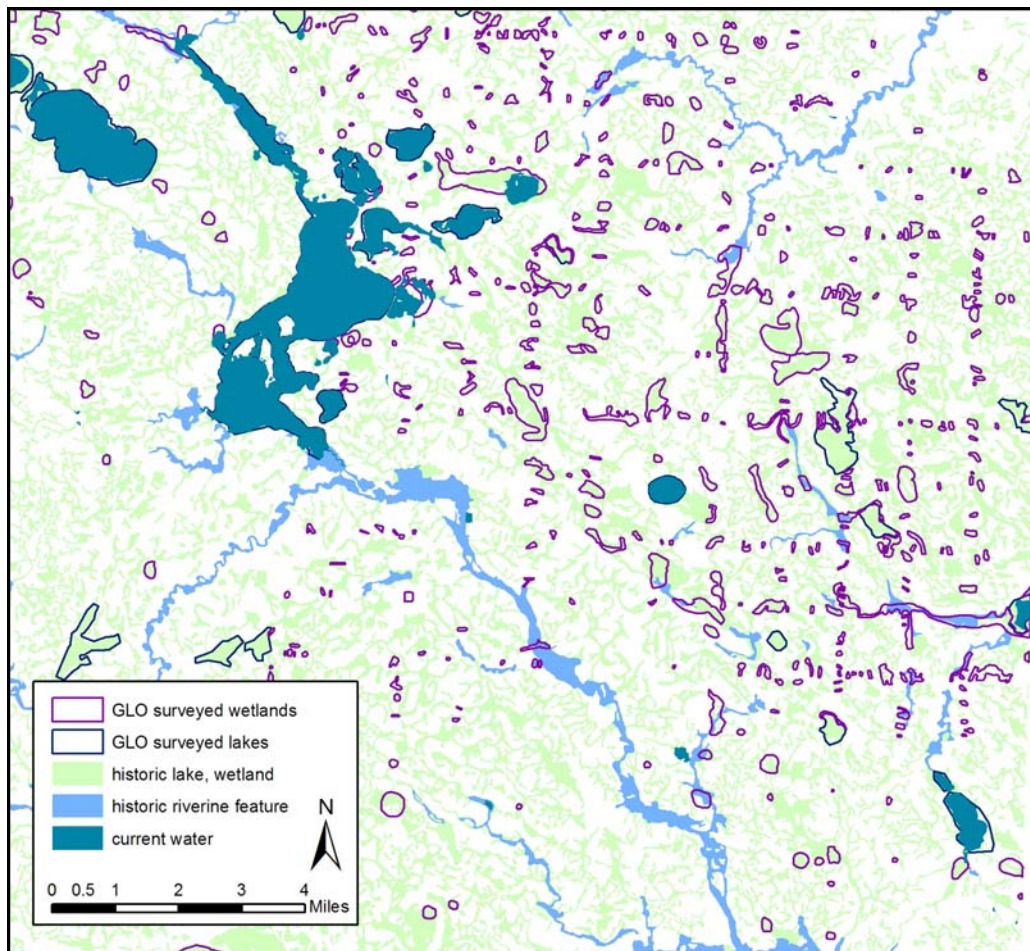 GLO surveyed wetlands
GLO surveyed lakes
historic lake, wetland
historic riverine feature
current water
N
0 0.5 1 2 3 4
Miles